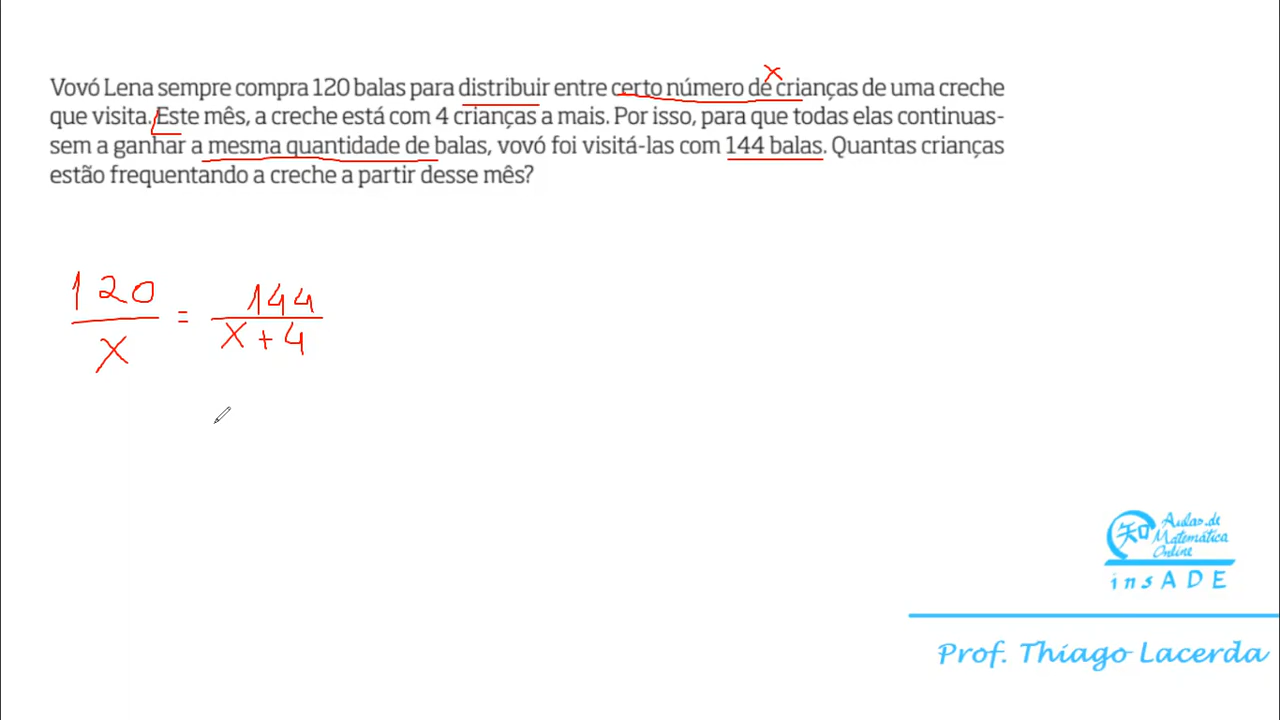 x
Vovó Lena sempre compra 120 balas para distribuir entre certo número de crianças de uma creche
que visita. Este mês, a creche está com 4 crianças a mais. Por isso, para que todas elas continuas-
sem a ganhar a mesma quantidade de balas, vovó foi visitá-las com 144 balas. Quantas crianças
estão frequentando a creche a partir desse mês?
120 = 144
x x + 4
知 Aulas de
Matemática
Online
insADE
Prof. Thiago Lacerda